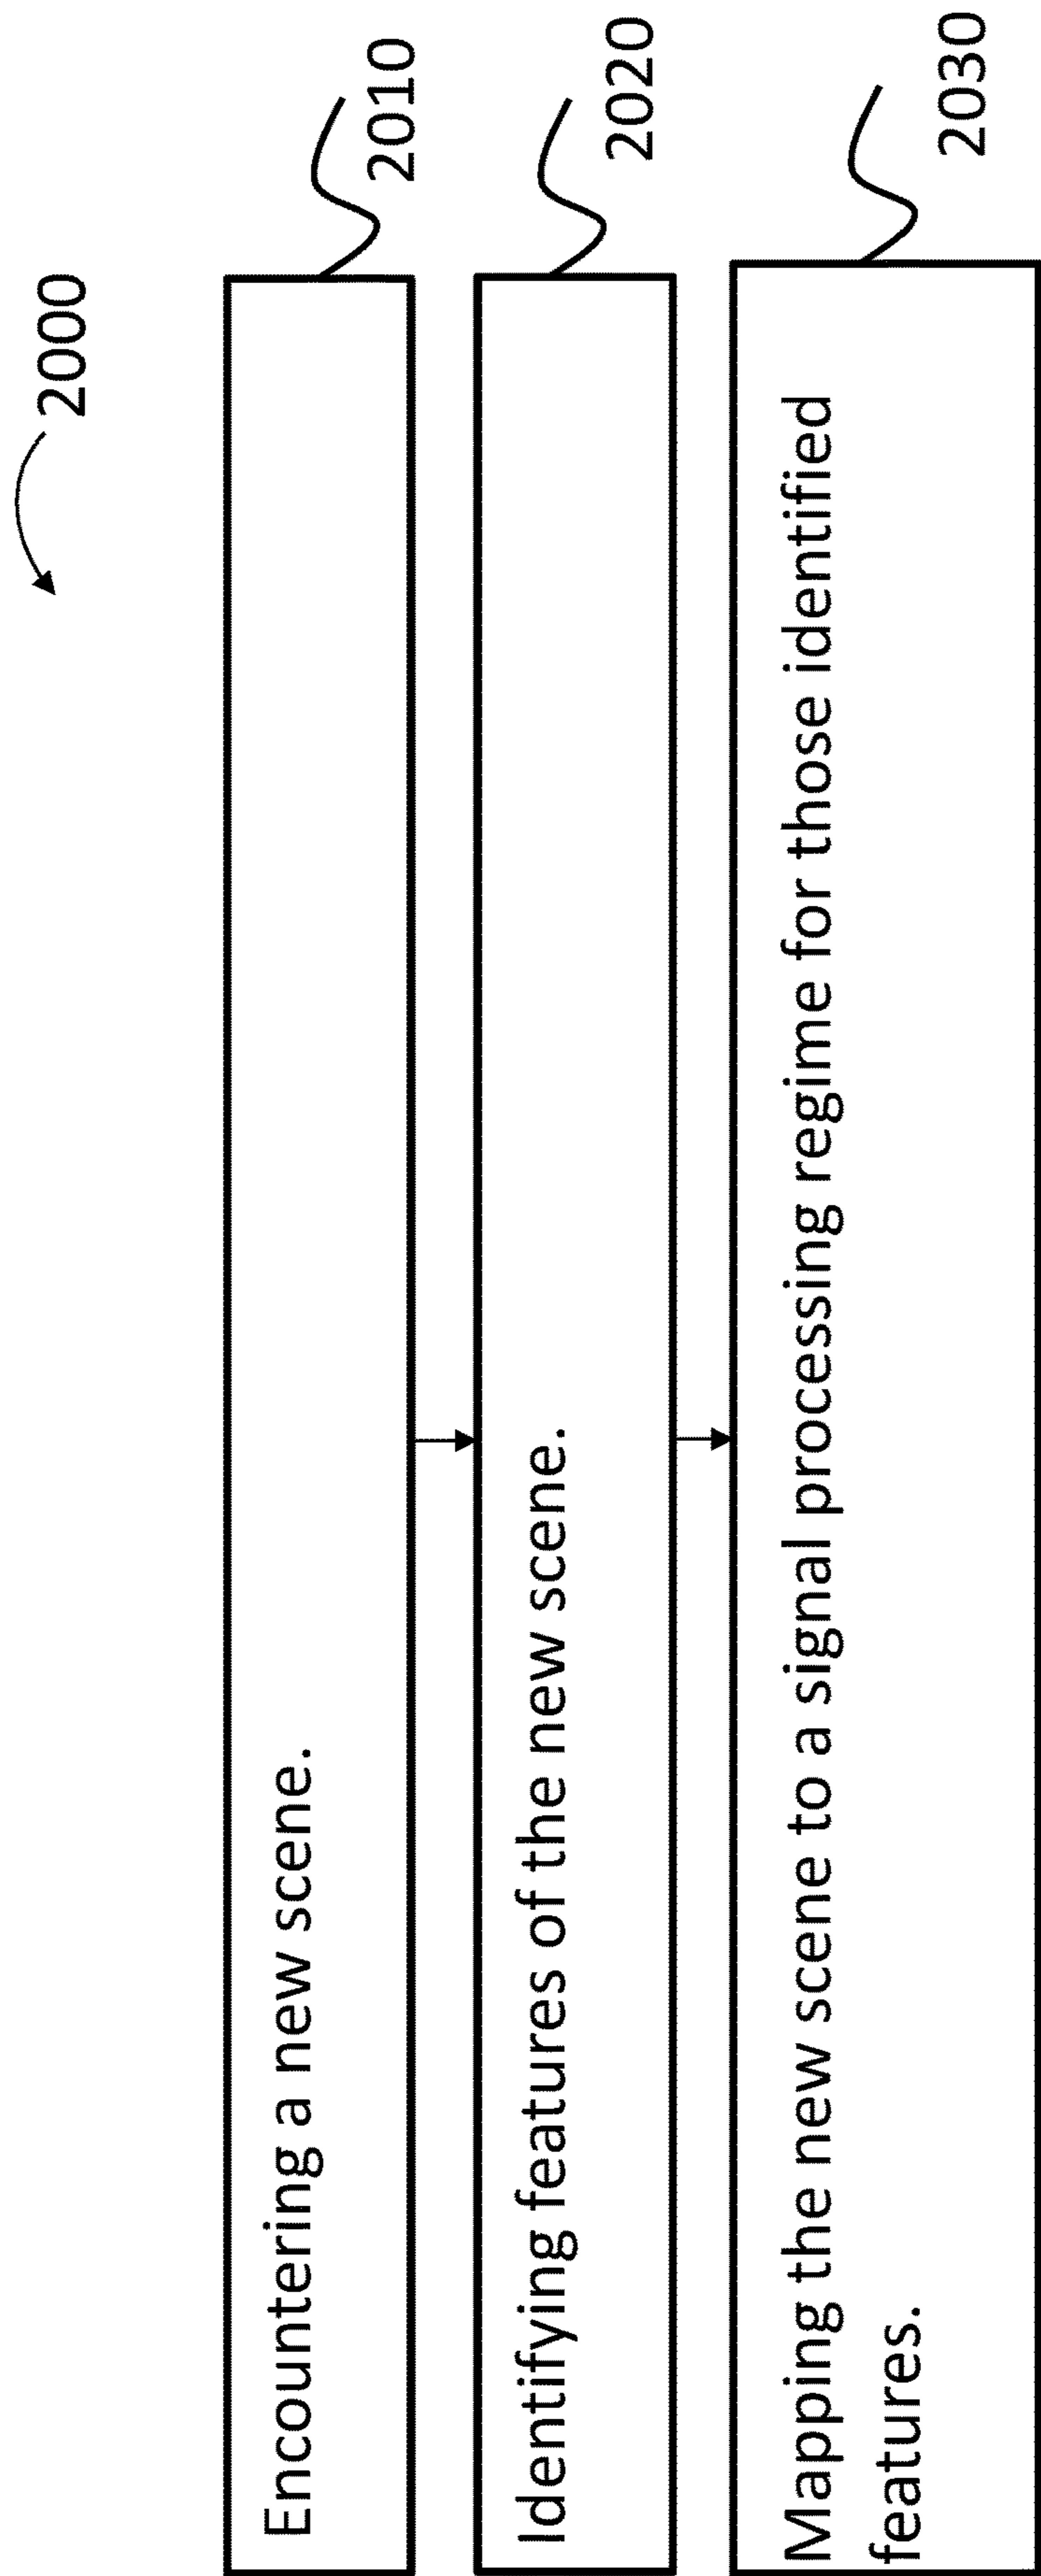 2000
Encountering a new scene.
2010
Identifying features of the new scene.
2020
Mapping the new scene to a signal processing regime for those identified
features.
2030